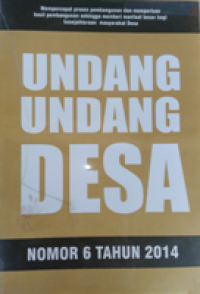 Mempercepat proses pembangunan dan memperluas
hasil pembangunan sehingga memberi manfaat besar bagi
kesejahteraan masyarakat Desa
UNDANG
UNDANG
DESA
NOMOR 6 TAHUN 2014